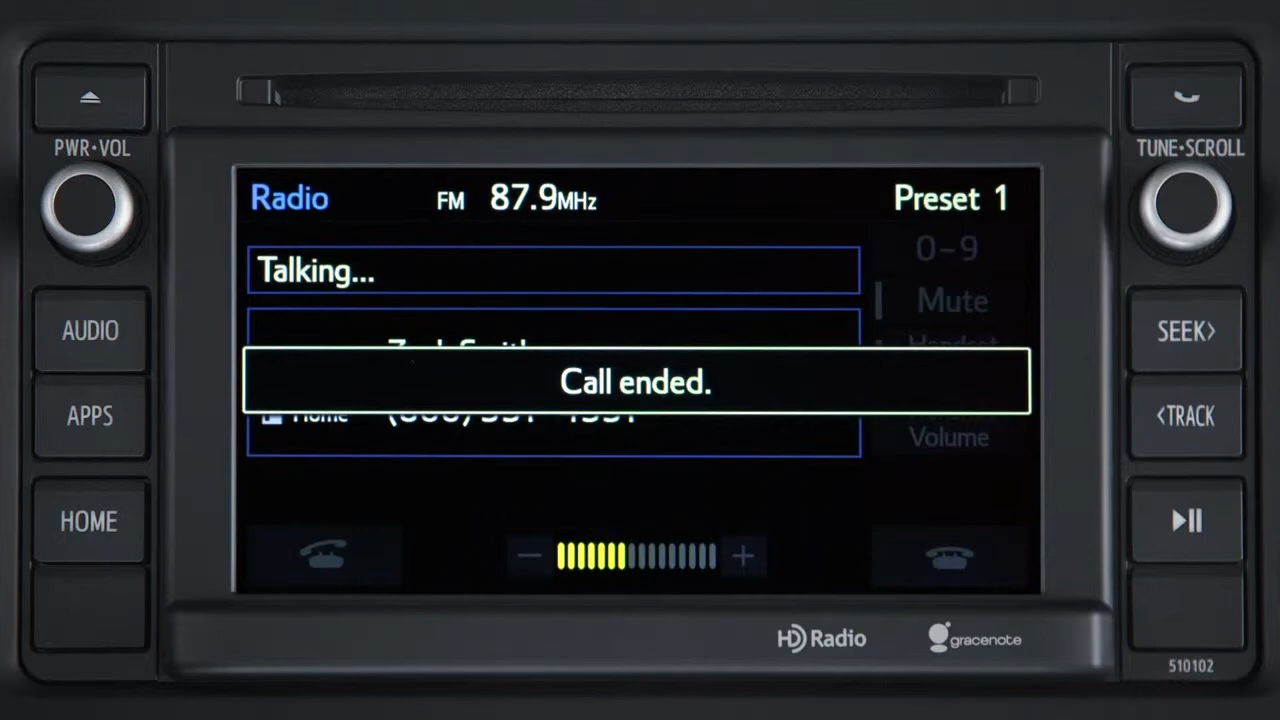 PWR•VOL
TUNE•SCROLL
Radio FM 87.9MHz Preset 1
0-9
Talking...
Mute
AUDIO
SEEK>
Call ended.
APPS
<TRACK
Home
Volume
HOME
HD Radio
gracenote
510102